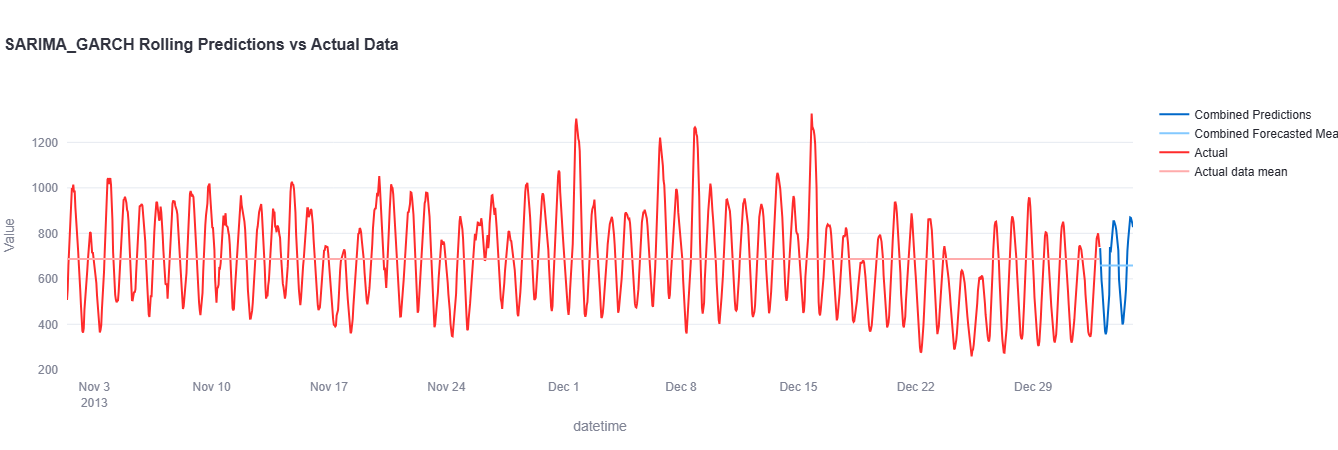 SARIMA_GARCH Rolling Predictions vs Actual Data
Combined Predictions
Combined Forecasted Mea
Actual
Actual data mean
Value
1200
1000
800
600
400
200
Nov 3
2013
Nov 10
Nov 17
Nov 24
Dec 1
Dec 8
Dec 15
Dec 22
Dec 29
datetime